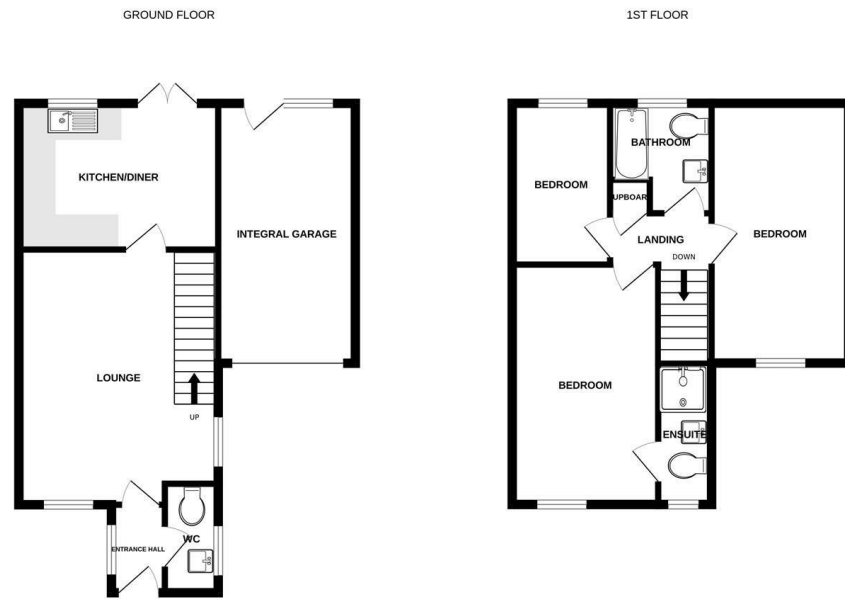 GROUND FLOOR
1ST FLOOR
KITCHEN/DINER
INTEGRAL GARAGE
LOUNGE
UP
WC
ENTRANCE HALL
BATHROOM
BEDROOM
UPBOAR
BEDROOM
LANDING
DOWN
BEDROOM
ENSUITE